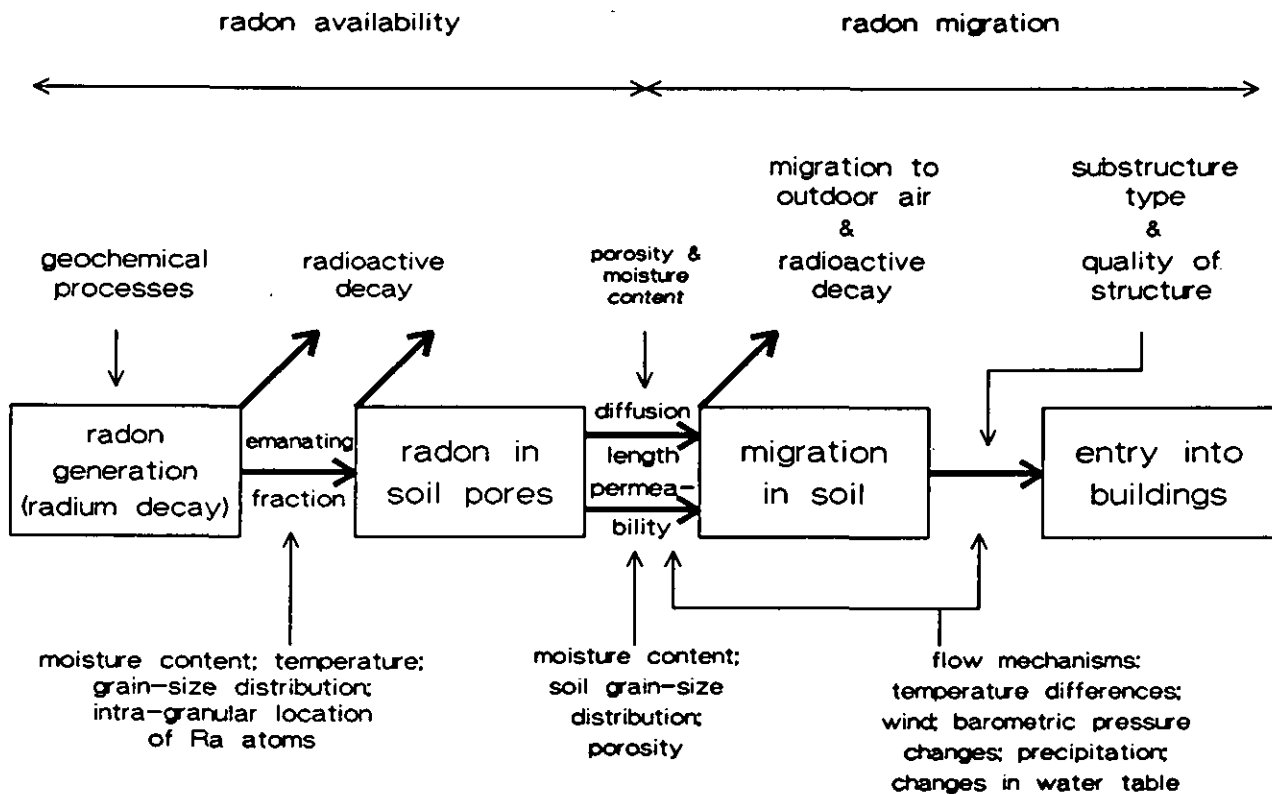 radon availability
radon migration
migration to
outdoor air
&
radioactive
decay
substructure
type
&
quality of
structure
geochemical
processes
radioactive
decay
porosity &
moisture
content
radon
generation
(radium decay)
emanating
fraction
radon in
soil pores
diffusion
length
permea-
bility
migration
in soil
entry into
buildings
moisture content; temperature;
grain-size distribution;
intra-granular location
of Ra atoms
moisture content;
soil grain-size
distribution;
porosity
flow mechanisms:
temperature differences;
wind; barometric pressure
changes; precipitation;
changes in water table